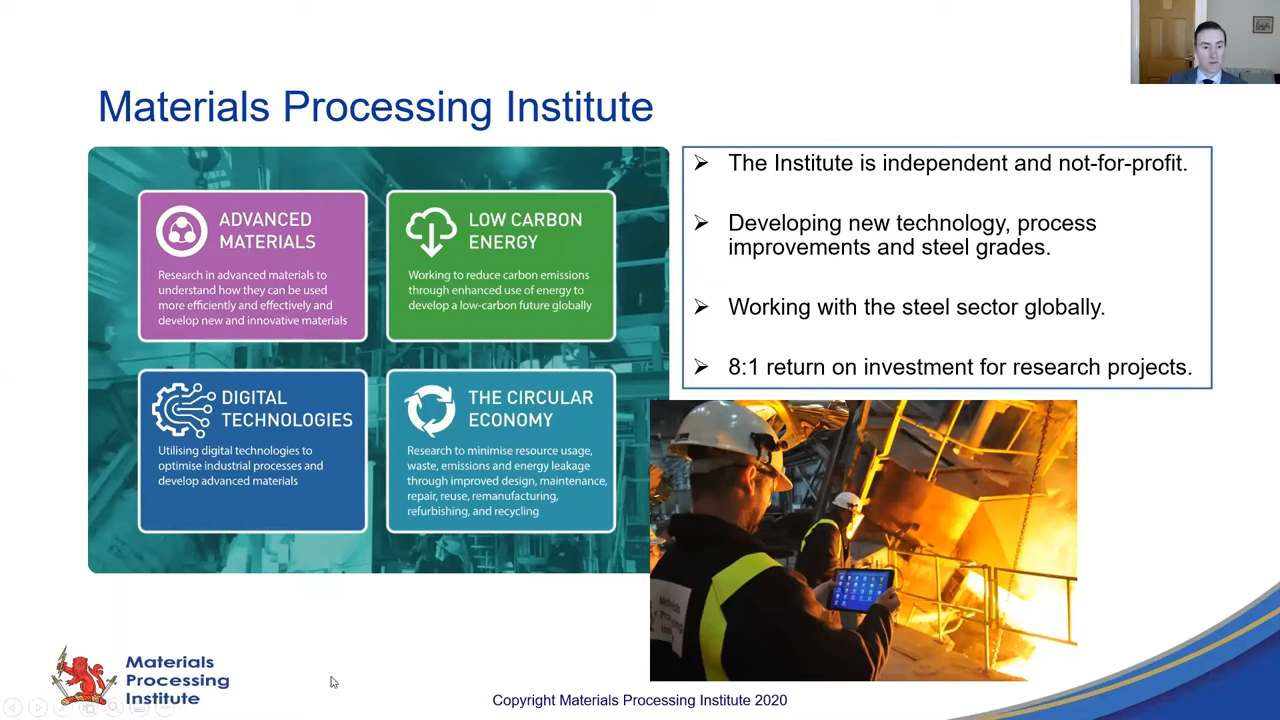 Materials Processing Institute
ADVANCED
MATERIALS
Research in advanced materials to
understand how they can be used
more efficiently and effectively and
develop new and innovative materials
LOW CARBON
ENERGY
Working to reduce carbon emissions
through enhanced use of energy to
develop a low-carbon future globally
DIGITAL
TECHNOLOGIES
Utilising digital technologies to
optimise industrial processes and
develop advanced materials
THE CIRCULAR
ECONOMY
Research to minimise resource usage,
waste, emissions and energy leakage
through improved design, maintenance,
repair, reuse, remanufacturing,
refurbishing, and recycling
➢ The Institute is independent and not-for-profit.
➢ Developing new technology, process
improvements and steel grades.
➢ Working with the steel sector globally.
➢ 8:1 return on investment for research projects.
Materials
Processing
Materials
Processing
Institute
Copyright Materials Processing Institute 2020